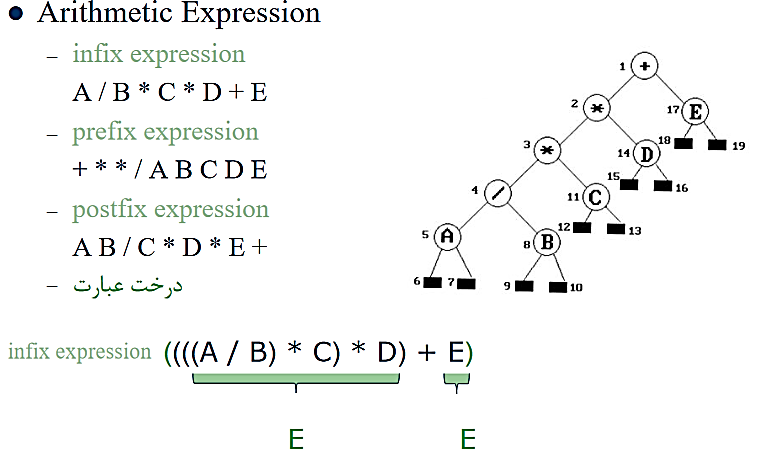 • Arithmetic Expression
– infix expression
A / B * C * D + E
– prefix expression
+ * * / A B C D E
– postfix expression
A B / C * D * E +
– درخت عبارت
1 +
2 *
17 E
3 *
14 D
18
19
4 /
11 C
15
16
5 A
8 B
12
13
6
7
9
10
infix expression ((((A / B) * C) * D) + E)
E E